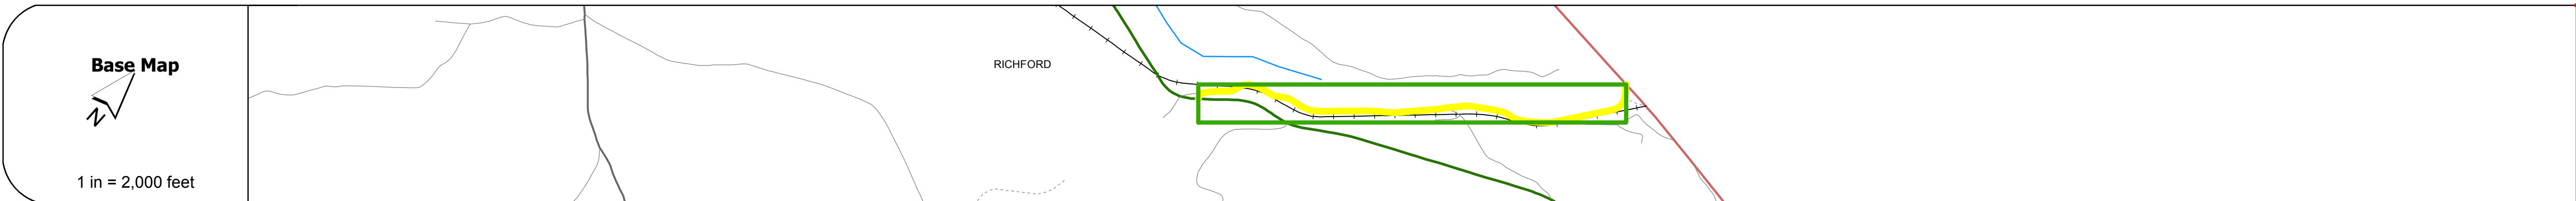 Base Map
N
1 in = 2,000 feet
RICHFORD